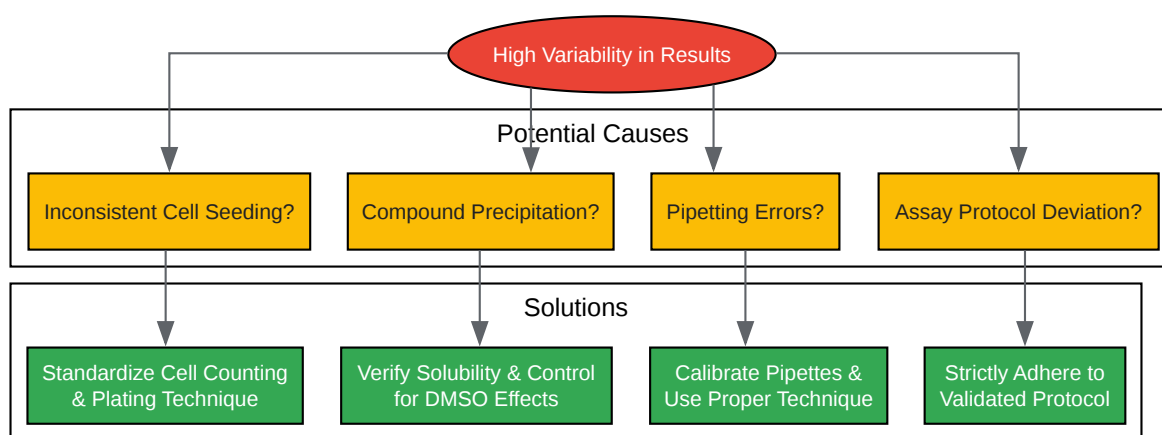 High Variability in Results
Potential Causes
Inconsistent Cell Seeding?
Compound Precipitation?
Pipetting Errors?
Assay Protocol Deviation?
Solutions
Standardize Cell Counting
& Plating Technique
Verify Solubility & Control
for DMSO Effects
Calibrate Pipettes &
Use Proper Technique
Strictly Adhere to
Validated Protocol